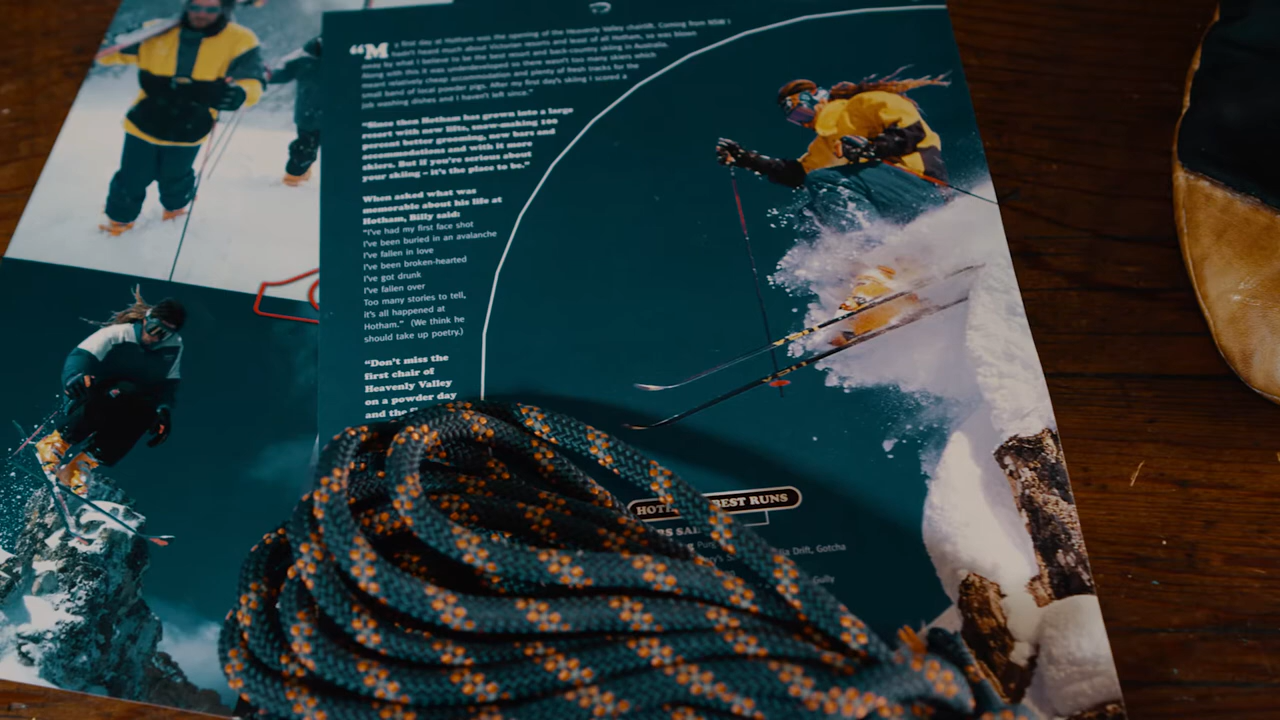 “My first day at Hotham was the opening of the Heavenly Valley chairlift. Coming from NSW I
hadn't heard much about Victorian resorts and least of all Hotham, so was blown
away by what I believe to be the best resort and back-country skiing in Australia.
Along with this it was underdeveloped so there wasn't too many skiers which
meant relatively cheap accommodation and plenty of fresh tracks for the
small band of local powder pigs. After my first day's skiing I scored a
job washing dishes and I haven't left since.”
“Since then Hotham has grown into a large
resort with new lifts, snow-making 100
percent better grooming, new bars and
accommodations and with it more
skiers. But if you're serious about
your skiing – it's the place to be.”
When asked what was
memorable about his life at
Hotham, Billy said:
“I've had my first face shot
I've been buried in an avalanche
I've fallen in love
I've been broken-hearted
I've got drunk
I've fallen over
Too many stories to tell,
it's all happened at
Hotham.” (We think he
should take up poetry.)
“Don't miss the
first chair of
Heavenly Valley
on a powder day
and the
BEST RUNS
Drift, Gotcha
Gully